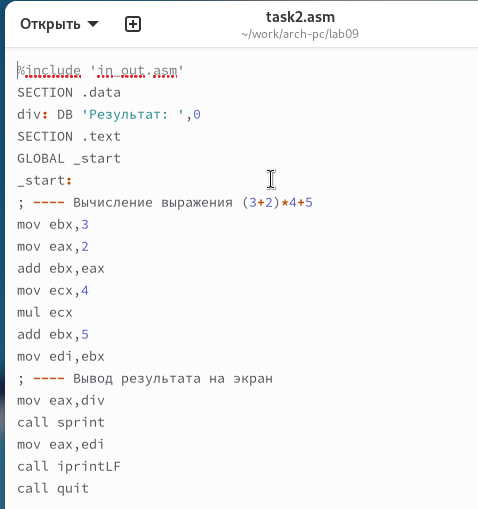 Открыть
task2.asm
~/work/arch-pc/lab09
%include 'in_out.asm'
SECTION .data
div: DB 'Результат: ',0
SECTION .text
GLOBAL _start
_start:
; ---- Вычисление выражения (3+2)*4+5
mov ebx,3
mov eax,2
add ebx,eax
mov ecx,4
mul ecx
add ebx,5
mov edi,ebx
; ---- Вывод результата на экран
mov eax,div
call sprint
mov eax,edi
call iprintLF
call quit